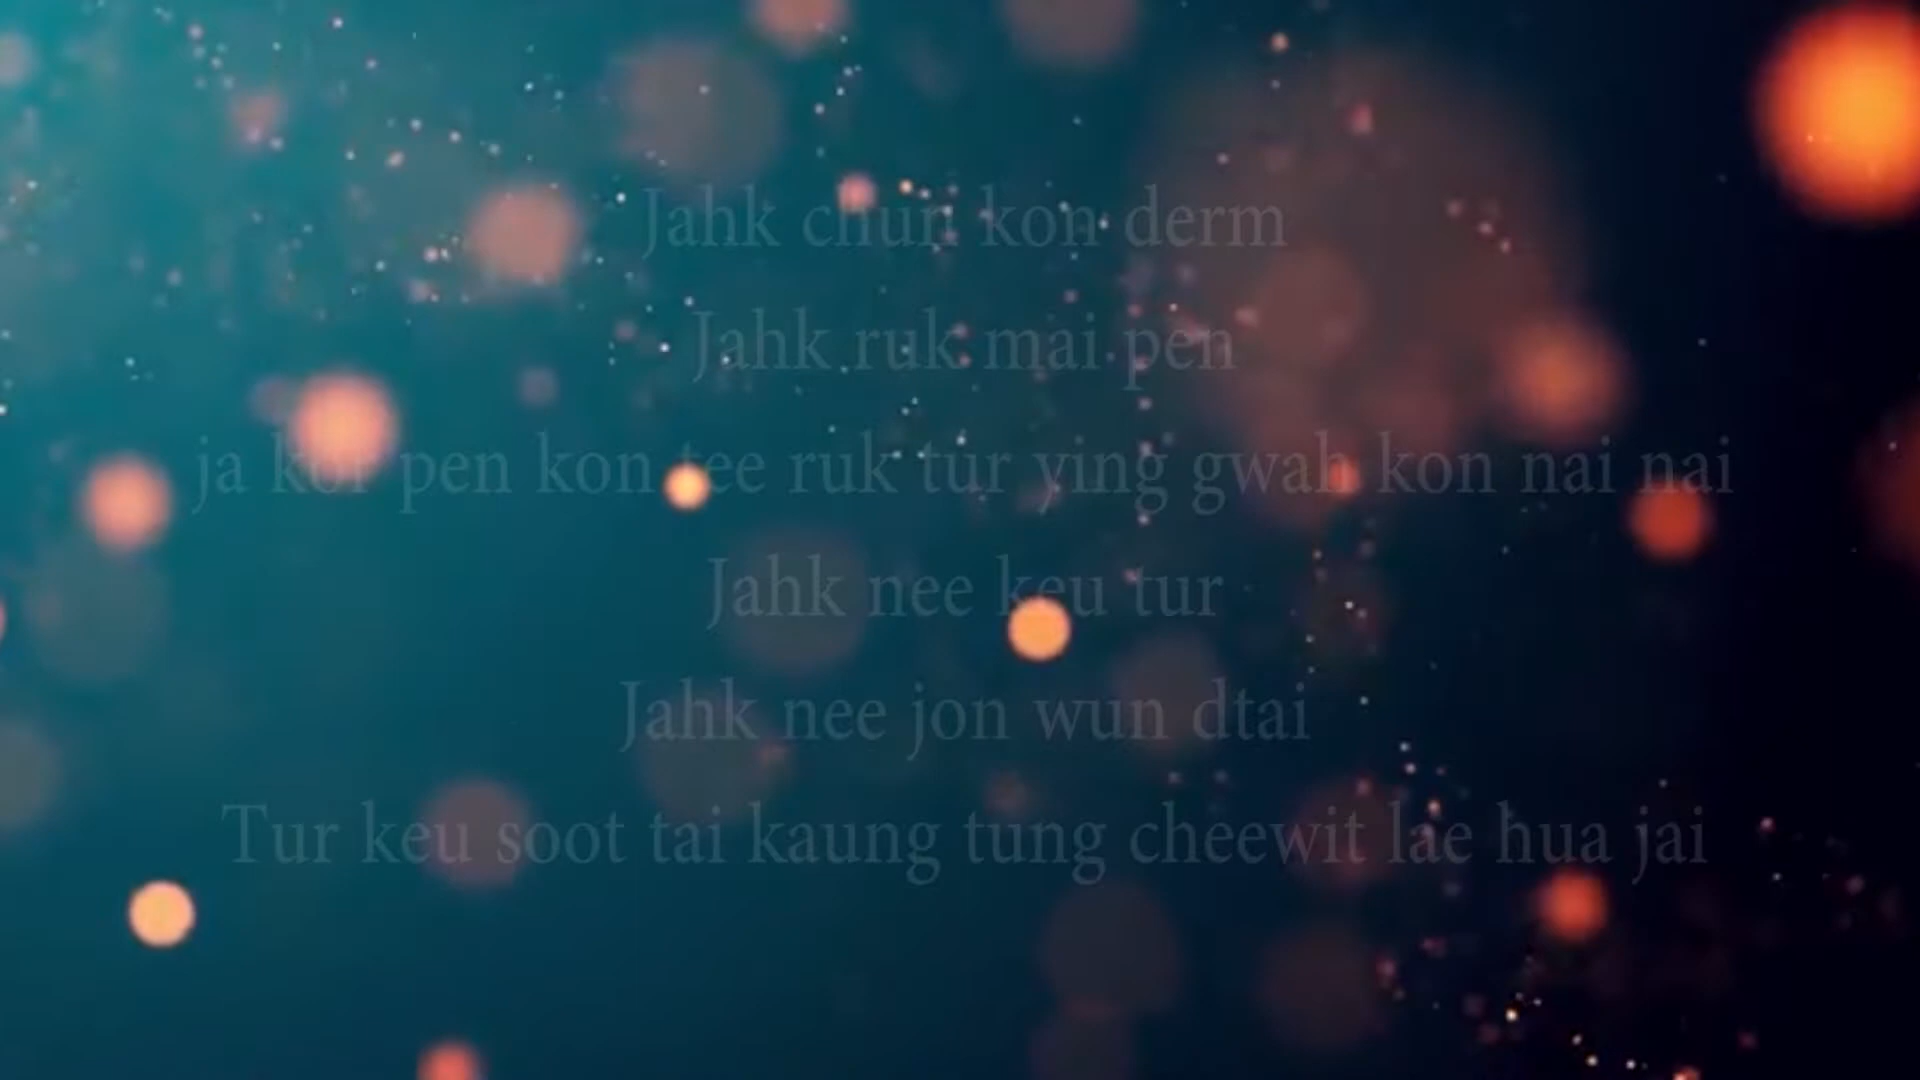 Jahk chun kon derm
Jahk ruk mai pen
ja kor pen kon tee ruk tur ying gwah kon nai nai
Jahk nee keu tur
Jahk nee jon wun dtai
Tur keu soot tai kaung tung cheewit lae hua jai